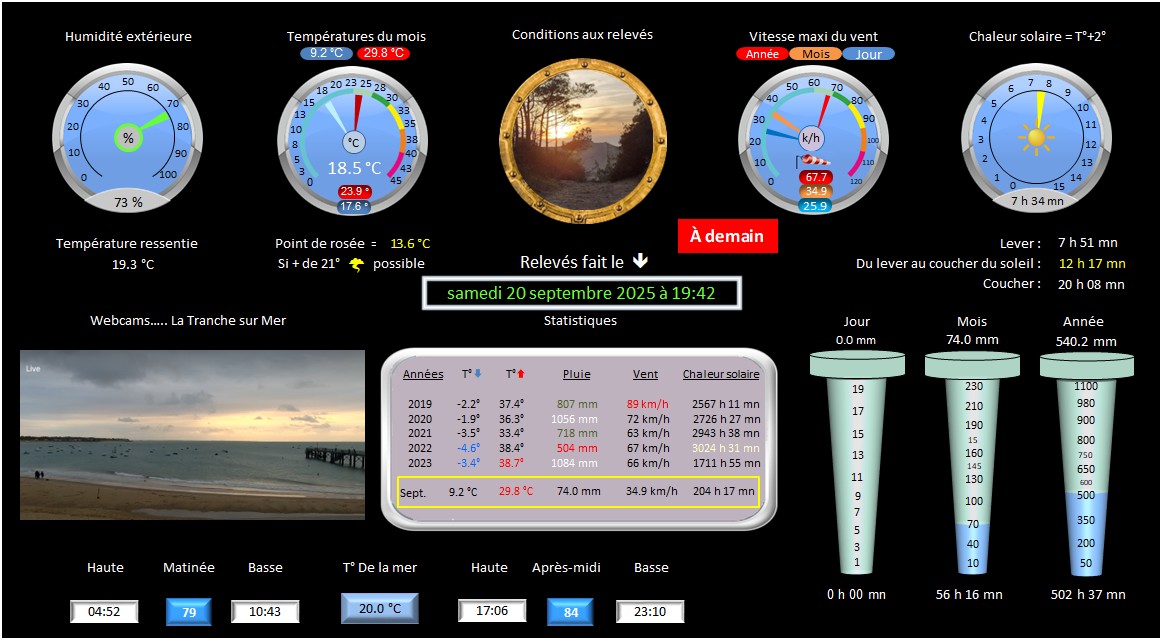 Humidité extérieure
0 10 20 30 40 50 60 70 80 90 100
%
73 %
Températures du mois
9.2 °C 29.8 °C
0 3 5 8 10 13 15 18 20 23 25 28 30 33 35 38 40 43 45
°C
18.5 °C
23.9 °
17.6 °
Conditions aux relevés
Vitesse maxi du vent
Année Mois Jour
0 10 20 30 40 50 60 70 80 90 100 110 120
k/h
67.7
34.9
25.9
Chaleur solaire = T°+2°
0 1 2 3 4 5 6 7 8 9 10 11 12 13 14 15
7 h 34 mn
Température ressentie
19.3 °C
Point de rosée = 13.6 °C
Si + de 21° possible
À demain
Relevés fait le
samedi 20 septembre 2025 à 19:42
Lever : 7 h 51 mn
Du lever au coucher du soleil : 12 h 17 mn
Coucher : 20 h 08 mn
Webcams..... La Tranche sur Mer
Live
Statistiques
Années T° T° Pluie Vent Chaleur solaire
2019 -2.2° 37.4° 807 mm 89 km/h 2567 h 11 mn
2020 -1.9° 36.3° 1056 mm 72 km/h 2726 h 27 mn
2021 -3.5° 33.4° 718 mm 63 km/h 2943 h 38 mn
2022 -4.6° 38.4° 504 mm 67 km/h 3024 h 31 mn
2023 -3.4° 38.7° 1084 mm 66 km/h 1711 h 55 mn
Sept. 9.2 °C 29.8 °C 74.0 mm 34.9 km/h 204 h 17 mn
Jour
0.0 mm
19
17
15
13
11
9
7
5
3
1
0 h 00 mn
Mois
74.0 mm
230
210
190
15
160
145
130
100
70
40
10
56 h 16 mn
Année
540.2 mm
1100
980
900
800
750
650
600
500
350
200
50
502 h 37 mn
Haute Matinée Basse T° De la mer Haute Après-midi Basse
04:52 79 10:43 20.0 °C 17:06 84 23:10